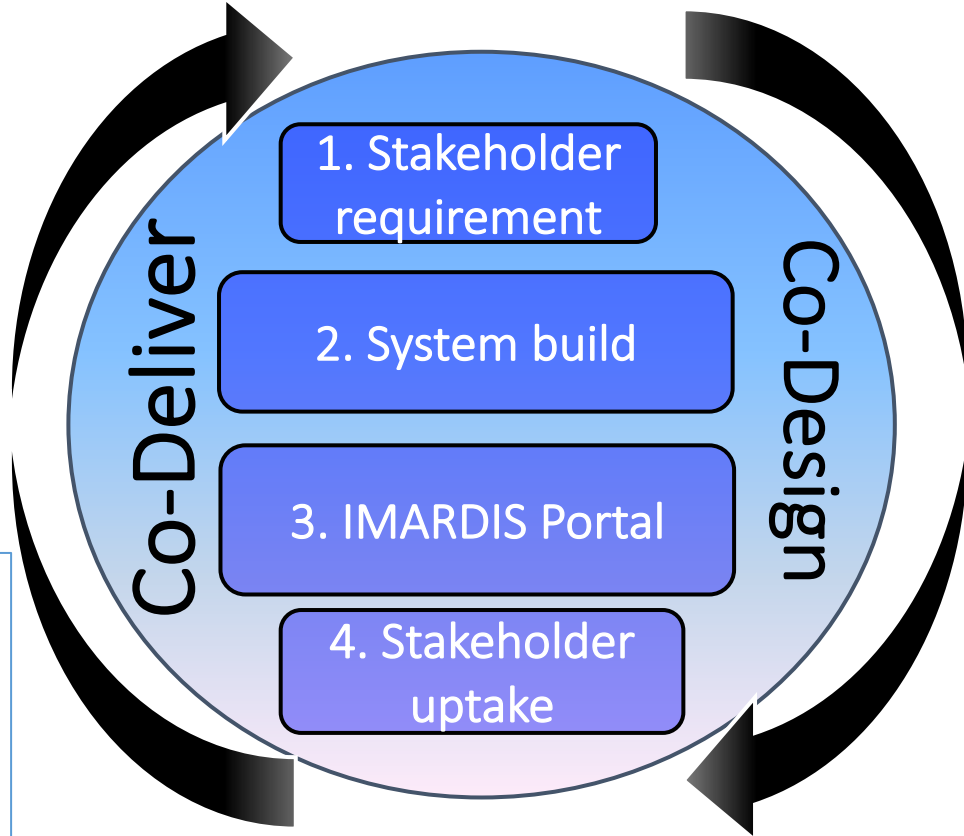 1. Stakeholder
requirement
2. System build
3. IMARDIS Portal
4. Stakeholder
uptake
Co-Deliver
Co-Design